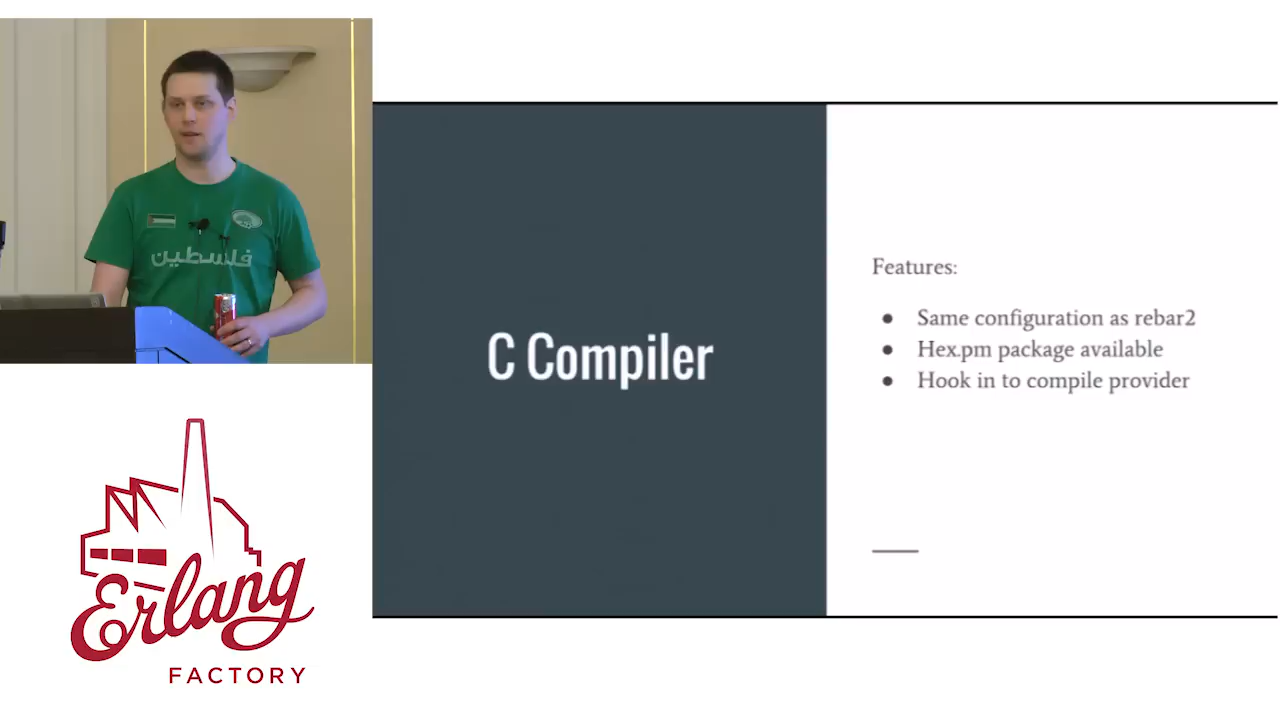 فلسطين
C Compiler
Features:
● Same configuration as rebar2
● Hex.pm package available
● Hook in to compile provider
Erlang
FACTORY